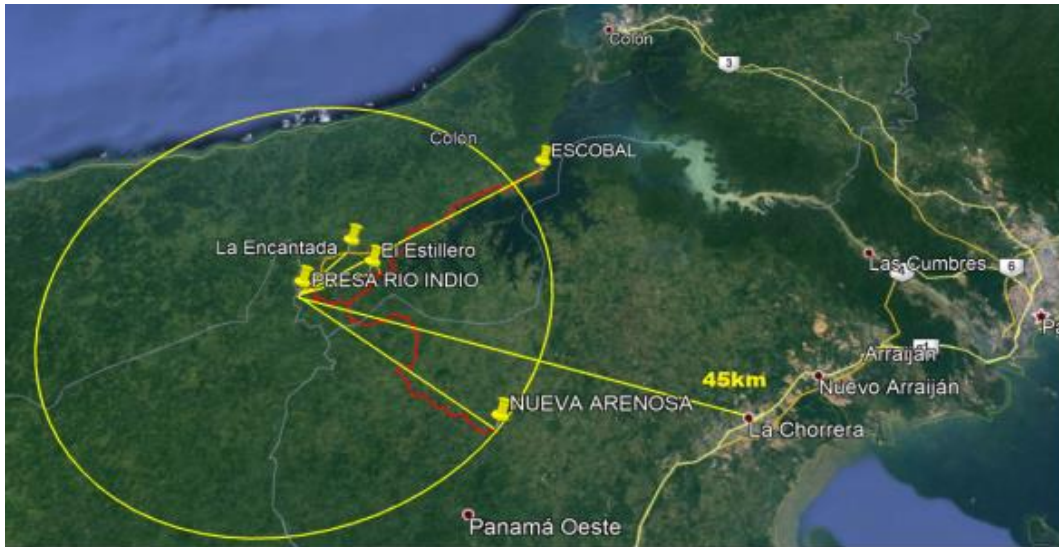 Colón
3
Colón
ESCOBAL
La Encantada
El Estillero
PRESA RIO INDIO
Las Cumbres
4
6
Arraiján
45km
Nuevo Arraiján
NUEVA ARENOSA
La Chorrera
Panamá Oeste